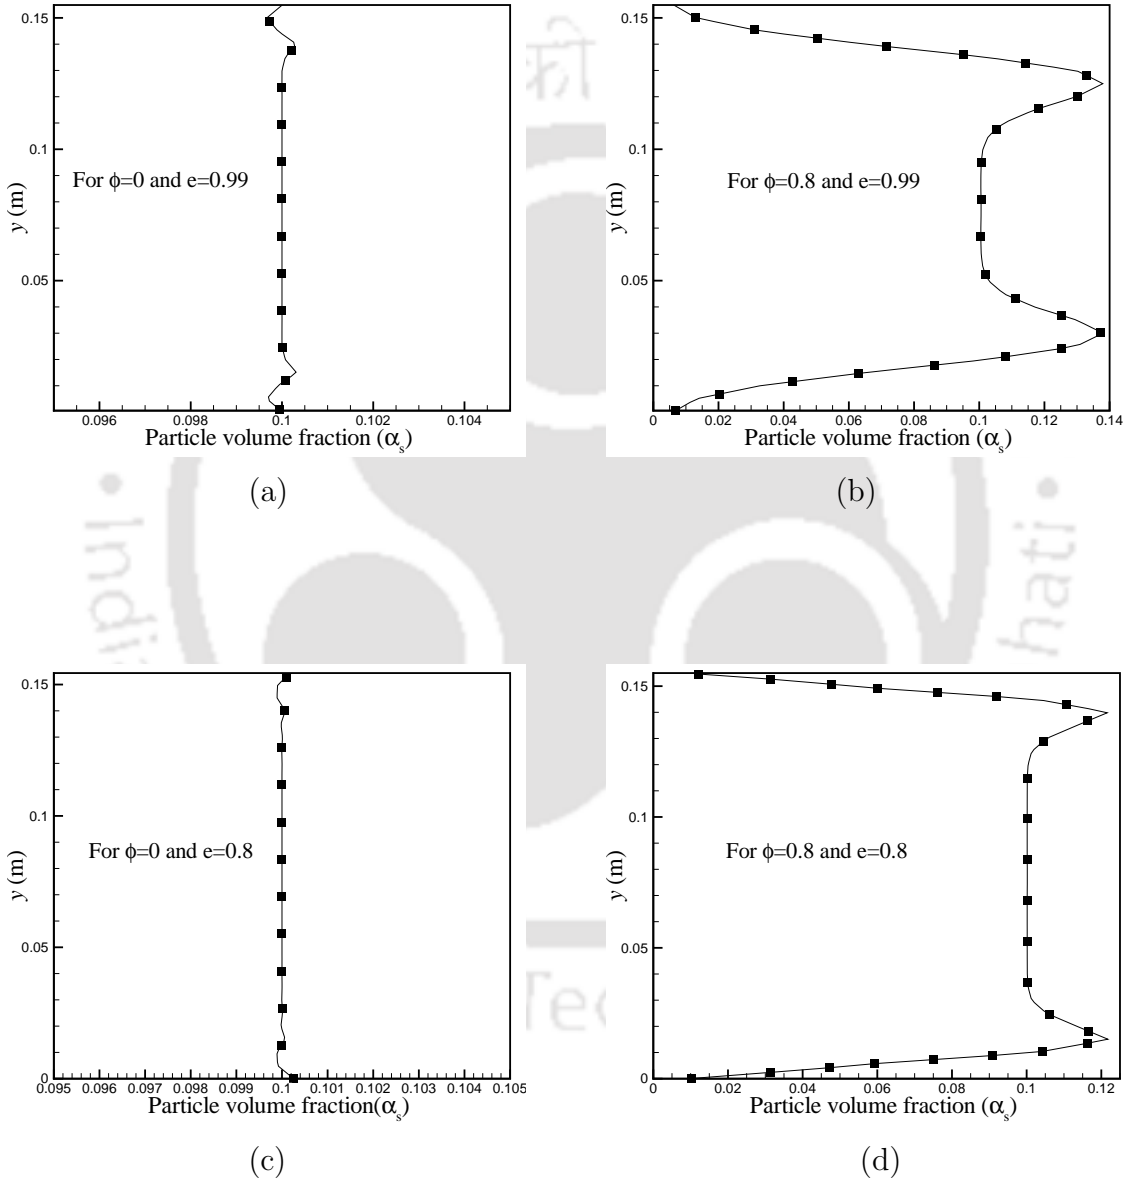 0.15
0.1
0.05
y (m)
For ϕ=0 and e=0.99
0.096
0.098
0.1
0.102
0.104
Particle volume fraction (αs)
(a)
0.15
0.1
0.05
y (m)
For ϕ=0.8 and e=0.99
0
0.02
0.04
0.06
0.08
0.1
0.12
0.14
Particle volume fraction (αs)
(b)
hati
0.15
0.1
0.05
0
y (m)
For ϕ=0 and e=0.8
0.095
0.096
0.097
0.098
0.099
0.1
0.101
0.102
0.103
0.104
0.105
Particle volume fraction(αs)
(c)
0.15
0.1
0.05
0
y (m)
For ϕ=0.8 and e=0.8
0
0.02
0.04
0.06
0.08
0.1
0.12
Particle volume fraction (αs)
(d)